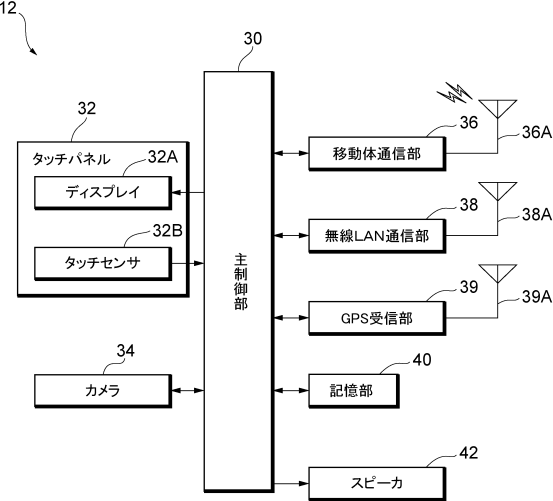 12
30
32
タッチパネル
32A
ディスプレイ
32B
タッチセンサ
34
カメラ
主制御部
36
移動体通信部
36A
38
無線LAN通信部
38A
39
GPS受信部
39A
40
記憶部
42
スピーカ